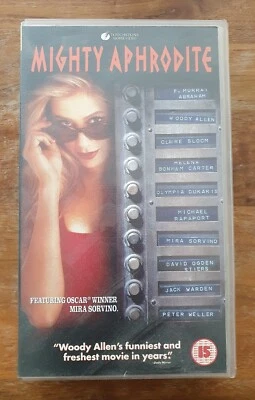 MIGHTY APHRODITE
F. MURRAY
ABRAHAM
WOODY ALLEN
CLAIRE BLOOM
HELENA
BONHAM CARTER
OLYMPIA DUKAKIS
MICHAEL
RAPAPORT
MIRA SORVINO
DAVID OGDEN
STIERS
JACK WARDEN
PETER WELLER
FEATURING OSCAR® WINNER
MIRA SORVINO.
"WOODY ALLEN'S FUNNIEST AND
FRESHEST MOVIE IN YEARS."
15